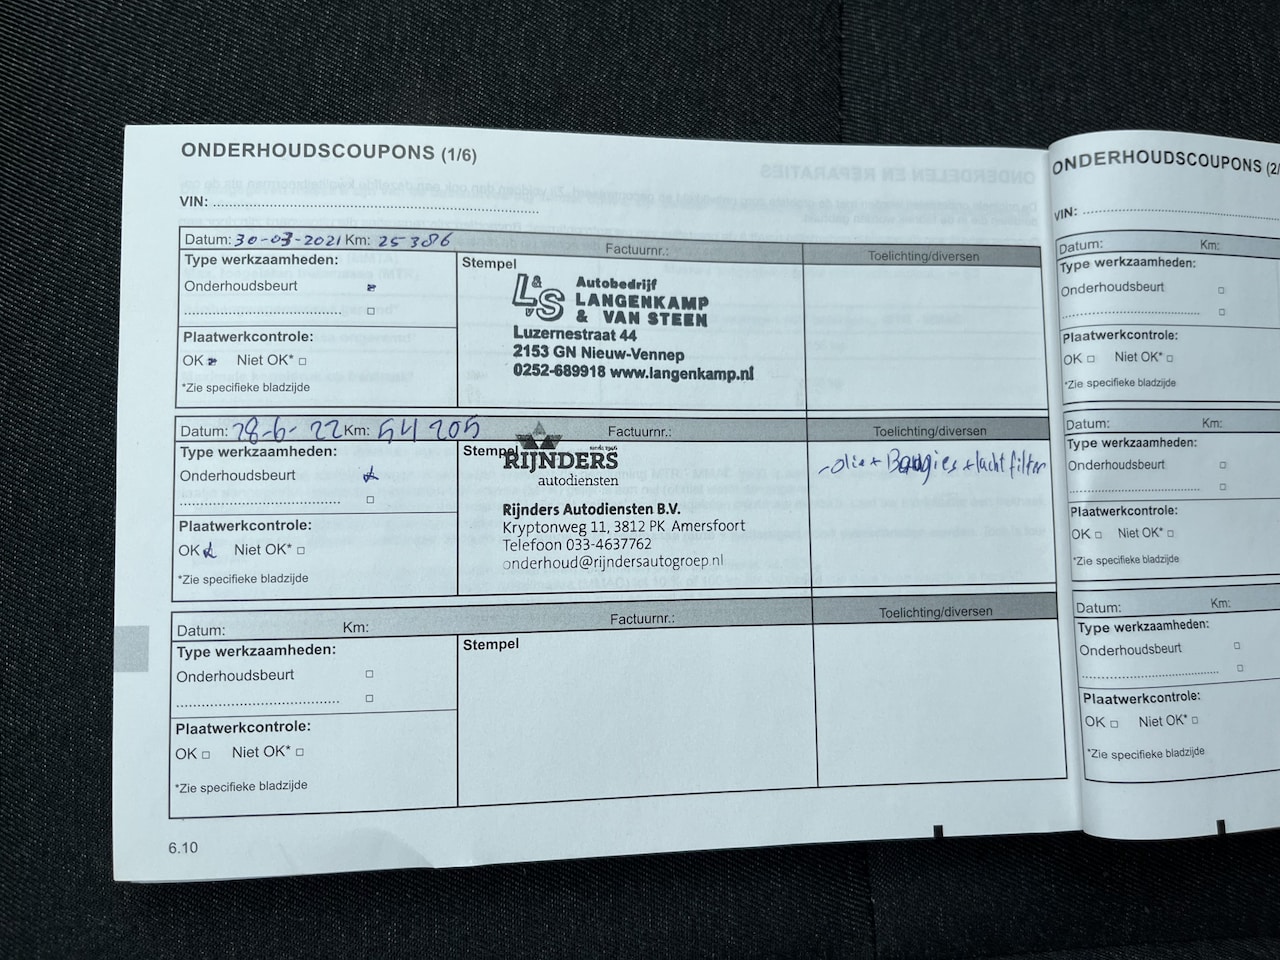 ONDERHOUDSCOUPONS (1/6)
VIN:
Datum: 30-03-2021 Km: 25386 Factuurnr.: Toelichting/diversen
Type werkzaamheden:
Onderhoudsbeurt
Plaatwerkcontrole:
OK Niet OK*
*Zie specifieke bladzijde
Stempel
L&S
v
Autobedrijf
LANGENKAMP
& VAN STEEN
Luzernestraat 44
2153 GN Nieuw-Vennep
0252-689918 www.langenkamp.nl
Datum: 28-6-22 Km: 54205 Factuurnr.: Toelichting/diversen
Type werkzaamheden:
Onderhoudsbeurt
Plaatwerkcontrole:
OK Niet OK*
*Zie specifieke bladzijde
Stempel
RIJNDERS
autodiensten
Rijnders Autodiensten B.V.
Kryptonweg 11, 3812 PK Amersfoort
Telefoon 033-4637762
onderhoud@rijndersautogroep.nl
-olie + Bougies + lucht filter
Datum: Km: Factuurnr.: Toelichting/diversen
Type werkzaamheden:
Onderhoudsbeurt
Plaatwerkcontrole:
OK Niet OK*
*Zie specifieke bladzijde
Stempel
6.10
ONDERHOUDSCOUPONS (2/
VIN:
Datum: Km:
Type werkzaamheden:
Onderhoudsbeurt
Plaatwerkcontrole:
OK Niet OK*
*Zie specifieke bladzijde
Datum: Km:
Type werkzaamheden:
Onderhoudsbeurt
Plaatwerkcontrole:
OK Niet OK*
*Zie specifieke bladzijde
Datum: Km:
Type werkzaamheden:
Onderhoudsbeurt
Plaatwerkcontrole:
OK Niet OK*
*Zie specifieke bladzijde